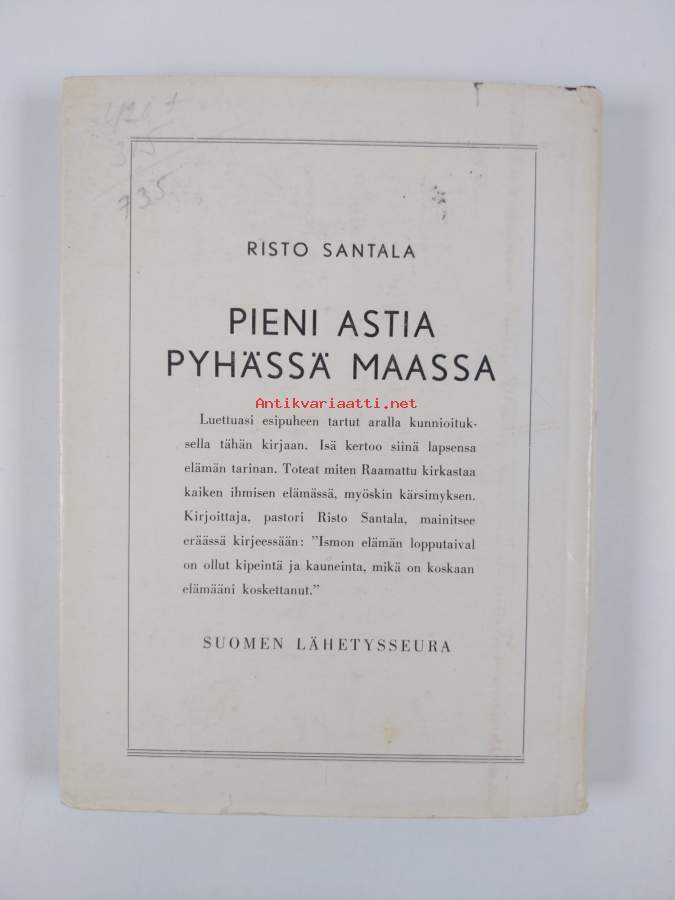 35
735.
RISTO SANTALA
PIENI ASTIA
PYHÄSSÄ MAASSA
Antikvariaatti.net
Luettuasi esipuheen tartut aralla kunnioituk-
sella tähän kirjaan. Isä kertoo siinä lapsensa
elämän tarinan. Toteat miten Raamattu kirkastaa
kaiken ihmisen elämässä, myöskin kärsimyksen.
Kirjoittaja, pastori Risto Santala, mainitsee
eräässä kirjeessään: ”Ismon elämän lopputaival
on ollut kipeintä ja kauneinta, mikä on koskaan
elämääni koskettanut.”
SUOMEN LÄHETYSSEURA